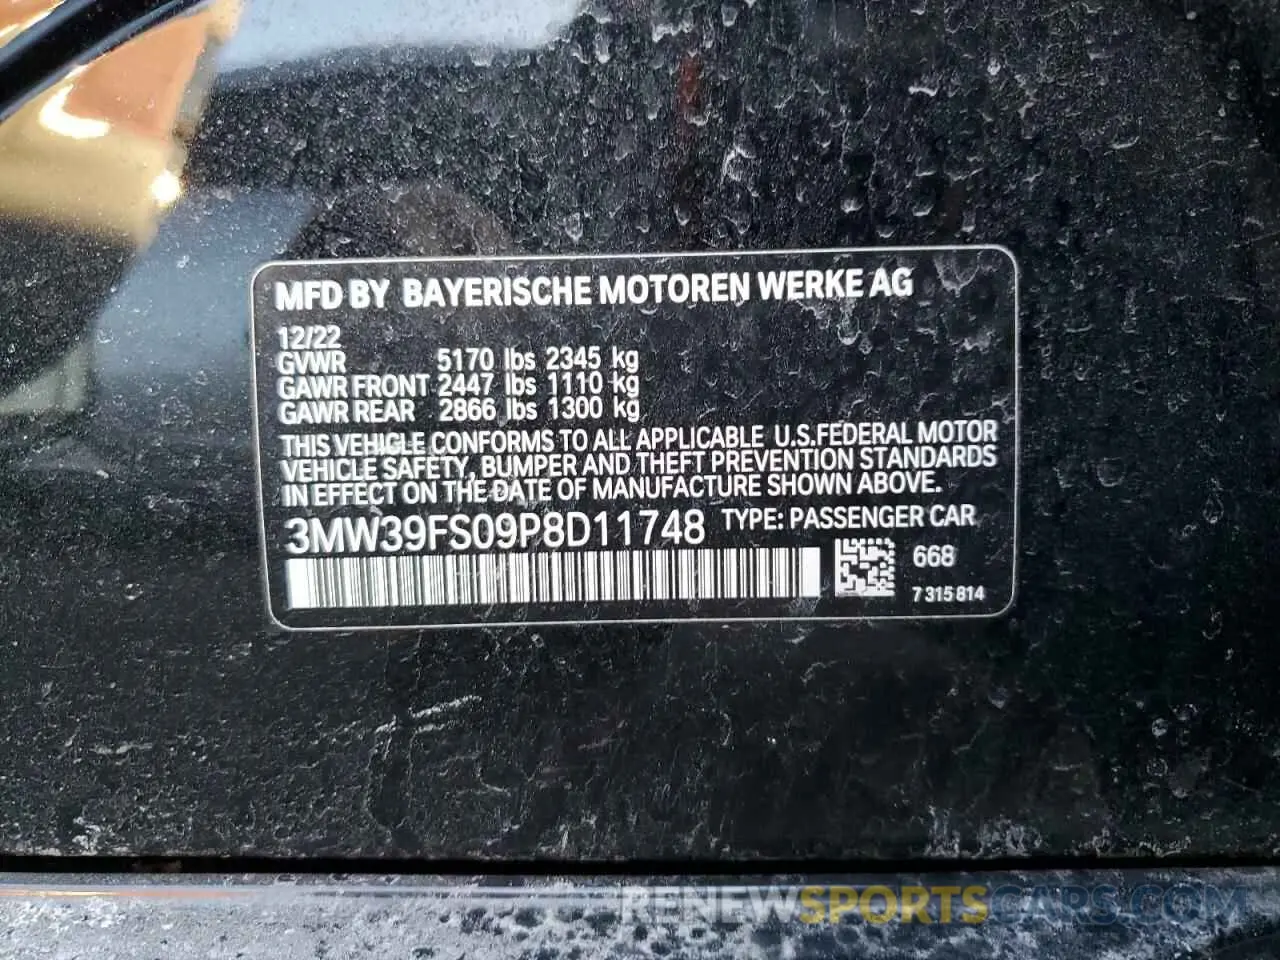 MFD BY BAYERISCHE MOTOREN WERKE AG
12/22
GVWR 5170 lbs 2345 kg
GAWR FRONT 2447 lbs 1110 kg
GAWR REAR 2866 lbs 1300 kg
THIS VEHICLE CONFORMS TO ALL APPLICABLE U.S.FEDERAL MOTOR
VEHICLE SAFETY, BUMPER AND THEFT PREVENTION STANDARDS
IN EFFECT ON THE DATE OF MANUFACTURE SHOWN ABOVE.
3MW39FS09P8D11748 TYPE: PASSENGER CAR
668
7 315 814
RENEWSPORTSCARS.COM